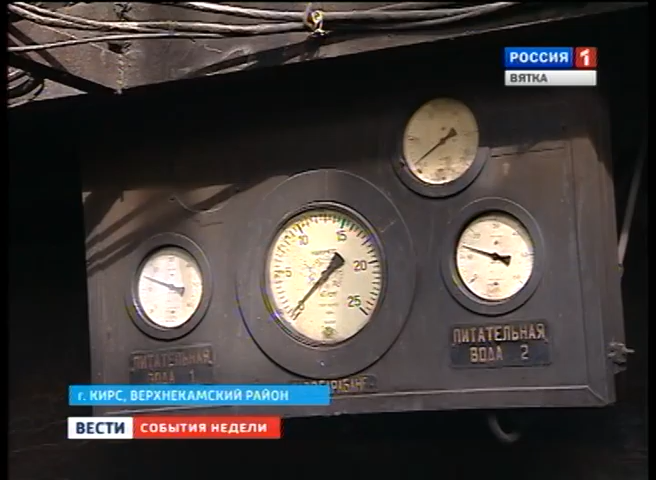 РОССИЯ 1
ВЯТКА
10
15
5
20
0
25
ПИТАТЕЛЬНАЯ
ВОДА 1
ПИТАТЕЛЬНАЯ
ВОДА 2
г. КИРС, ВЕРХНЕКАМСКИЙ РАЙОН
ВЕСТИ СОБЫТИЯ НЕДЕЛИ